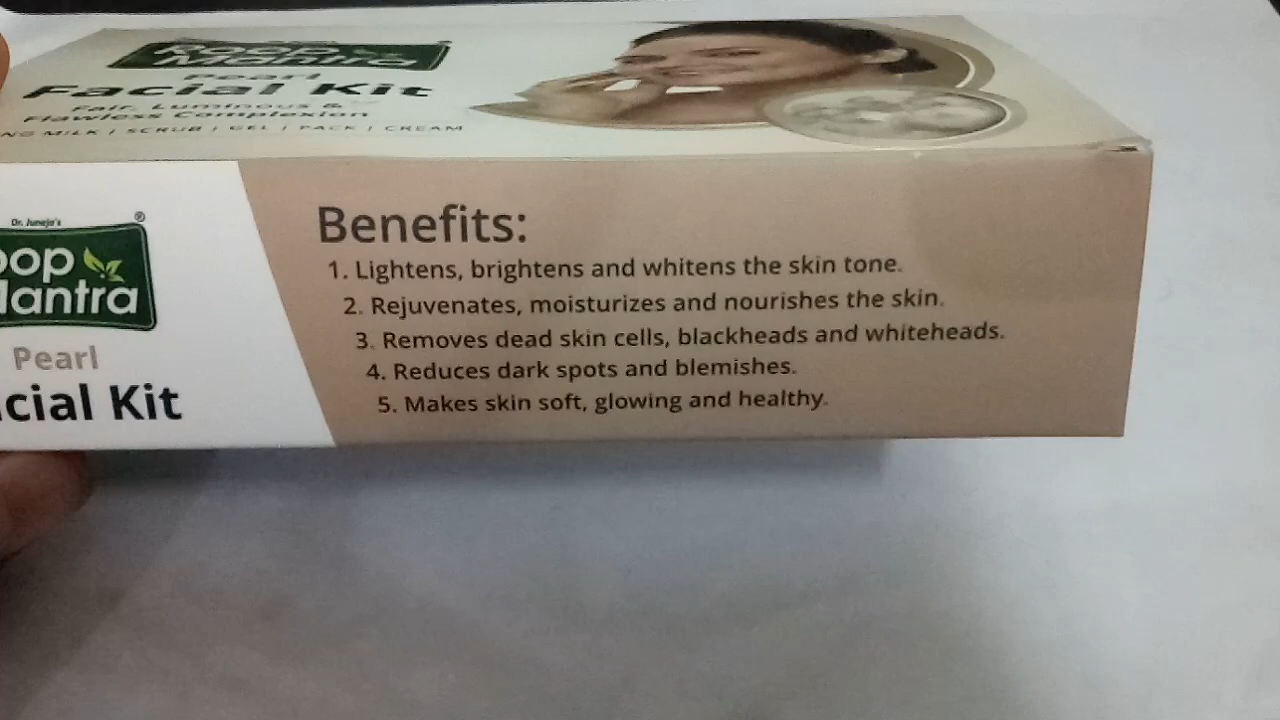 Roop
Mantra
Pearl
Facial Kit
Fair, Luminous &
Flawless Complexion
MILK | SCRUB | GEL | PACK | CREAM
Dr. Juneja's
®
oop
antra
Pearl
cial Kit
Benefits:
1. Lightens, brightens and whitens the skin tone.
2. Rejuvenates, moisturizes and nourishes the skin.
3. Removes dead skin cells, blackheads and whiteheads.
4. Reduces dark spots and blemishes.
5. Makes skin soft, glowing and healthy.